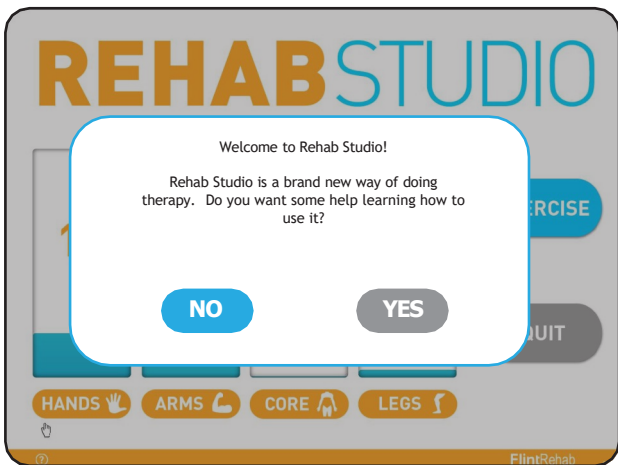 REHABSTUDIO
Welcome to Rehab Studio!
Rehab Studio is a brand new way of doing
therapy. Do you want some help learning how to
use it?
NO
YES
ERCISE
UIT
HANDS
ARMS
CORE
LEGS
?
FlintRehab